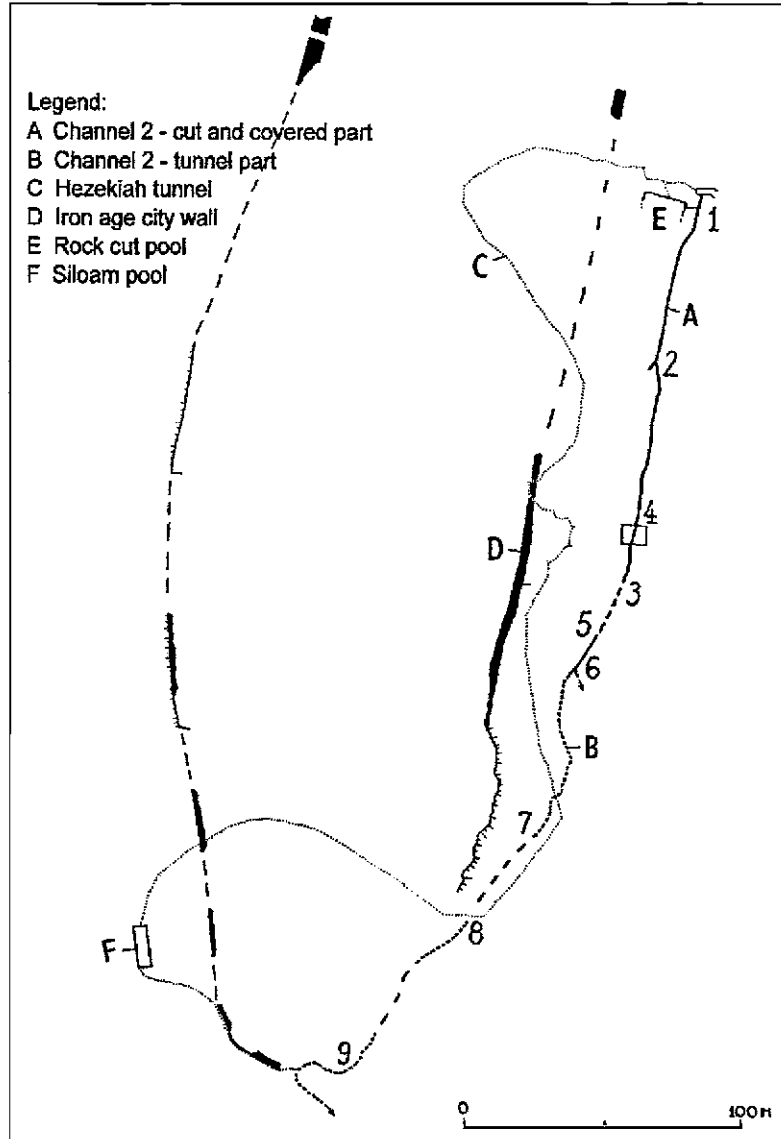 Legend:
A Channel 2 - cut and covered part
B Channel 2 - tunnel part
C Hezekiah tunnel
D Iron age city wall
E Rock cut pool
F Siloam pool
E
1
C
A
2
4
D
3
5
6
B
7
8
F
9
0
100 M